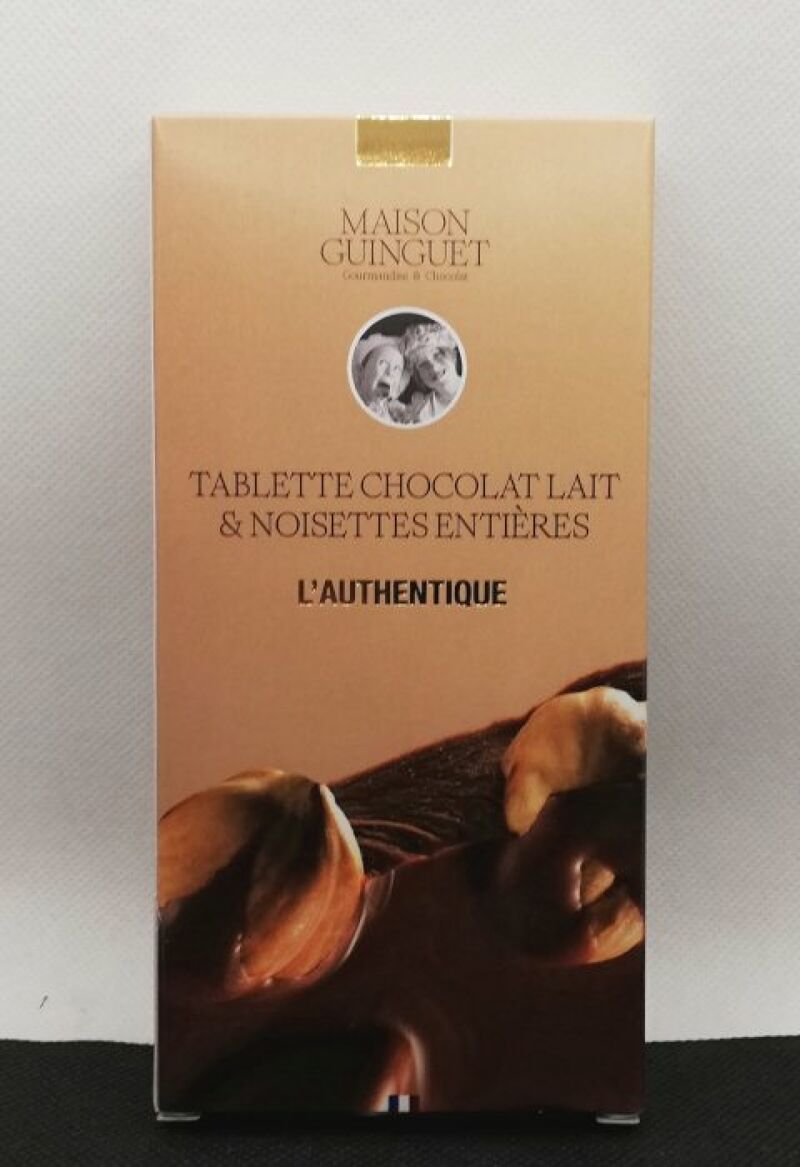 MAISON
GUINGUET
Gourmandise & Chocolat
TABLETTE CHOCOLAT LAIT
& NOISETTES ENTIÈRES
L'AUTHENTIQUE